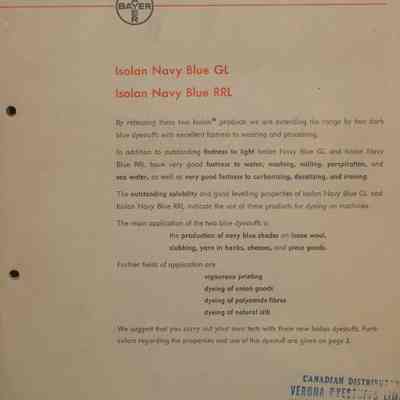 BAYER
Isolan Navy Blue GL
Isolan Navy Blue RRL
By releasing these two Isolan® products we are extending the range by two dark
blue dyestuffs with excellent fastness to wearing and processing.
In addition to outstanding fastness to light Isolan Navy Blue GL and Isolan Navy
Blue RRL have very good fastness to water, washing, milling, perspiration, and
sea water, as well as very good fastness to carbonizing, decatizing, and ironing.
The outstanding solubility and good levelling properties of Isolan Navy Blue GL and
Isolan Navy Blue RRL indicate the use of these products for dyeing on machines.
The main application of the two blue dyestuffs is
the production of navy blue shades on loose wool,
slubbing, yarn in hanks, cheeses, and piece goods.
Further fields of application are
vigoureux printing
dyeing of union goods
dyeing of polyamide fibres
dyeing of natural silk
We suggest that you carry out your own tests with these new Isolan dyestuffs. Parti-
culars regarding the properties and use of the dyestuff are given on page 2.
CANADIAN DISTRIBUT
VERONA DYESTUFFS LIM